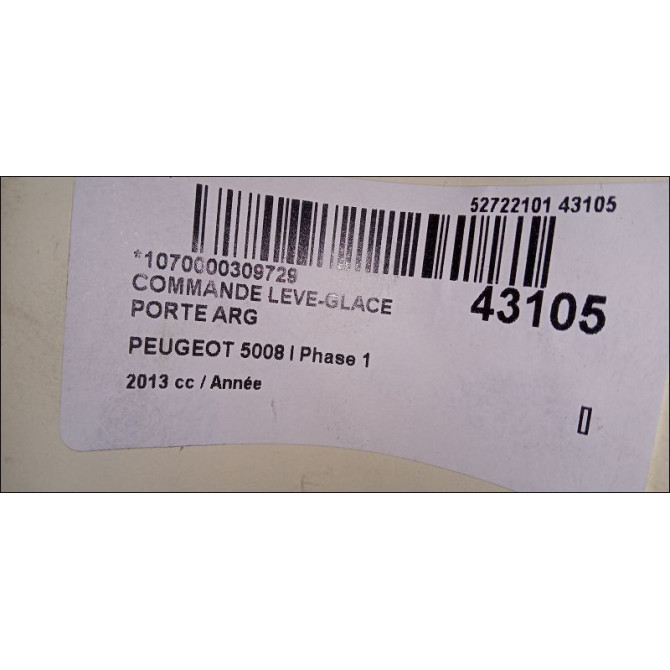 52722101 43105
*1070000309729
COMMANDE LEVE-GLACE
PORTE ARG
43105
PEUGEOT 5008 I Phase 1
2013 cc / Année